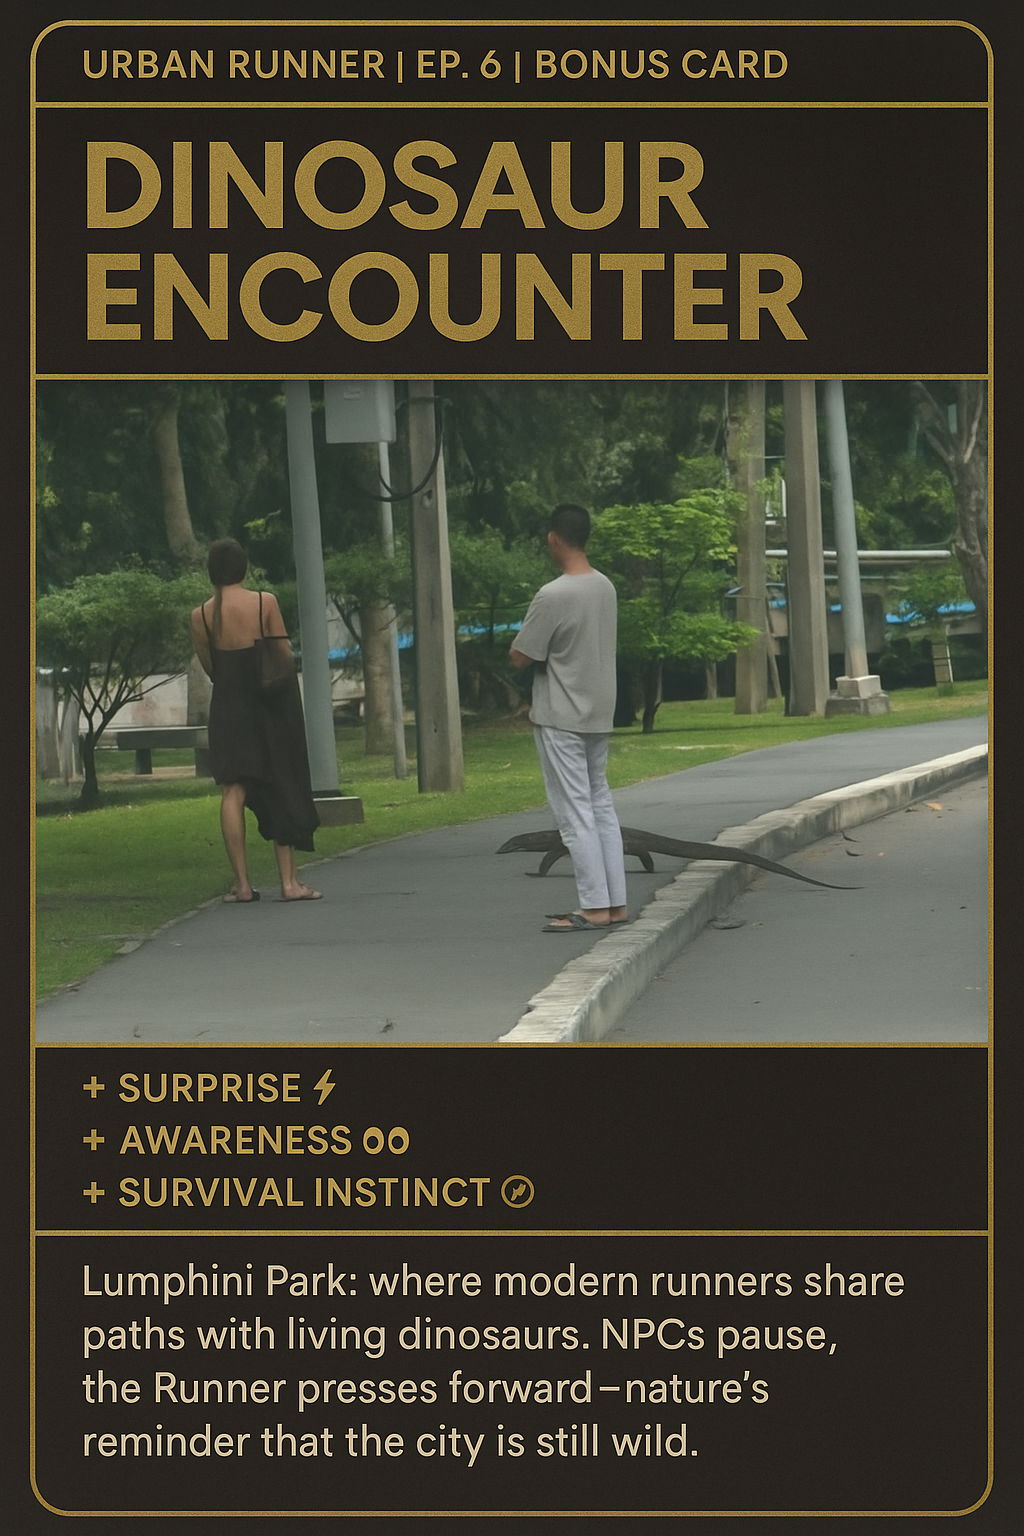 URBAN RUNNER | EP. 6 | BONUS CARD
DINOSAUR
ENCOUNTER
+ SURPRISE ⚡
+ AWARENESS
+ SURVIVAL INSTINCT
Lumphini Park: where modern runners share
paths with living dinosaurs. NPCs pause,
the Runner presses forward–nature’s
reminder that the city is still wild.